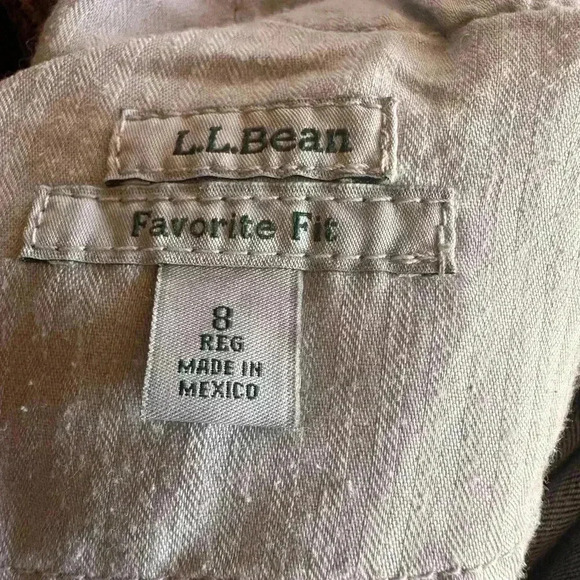 L.L.Bean
Favorite Fit
8
REG
MADE IN
MEXICO